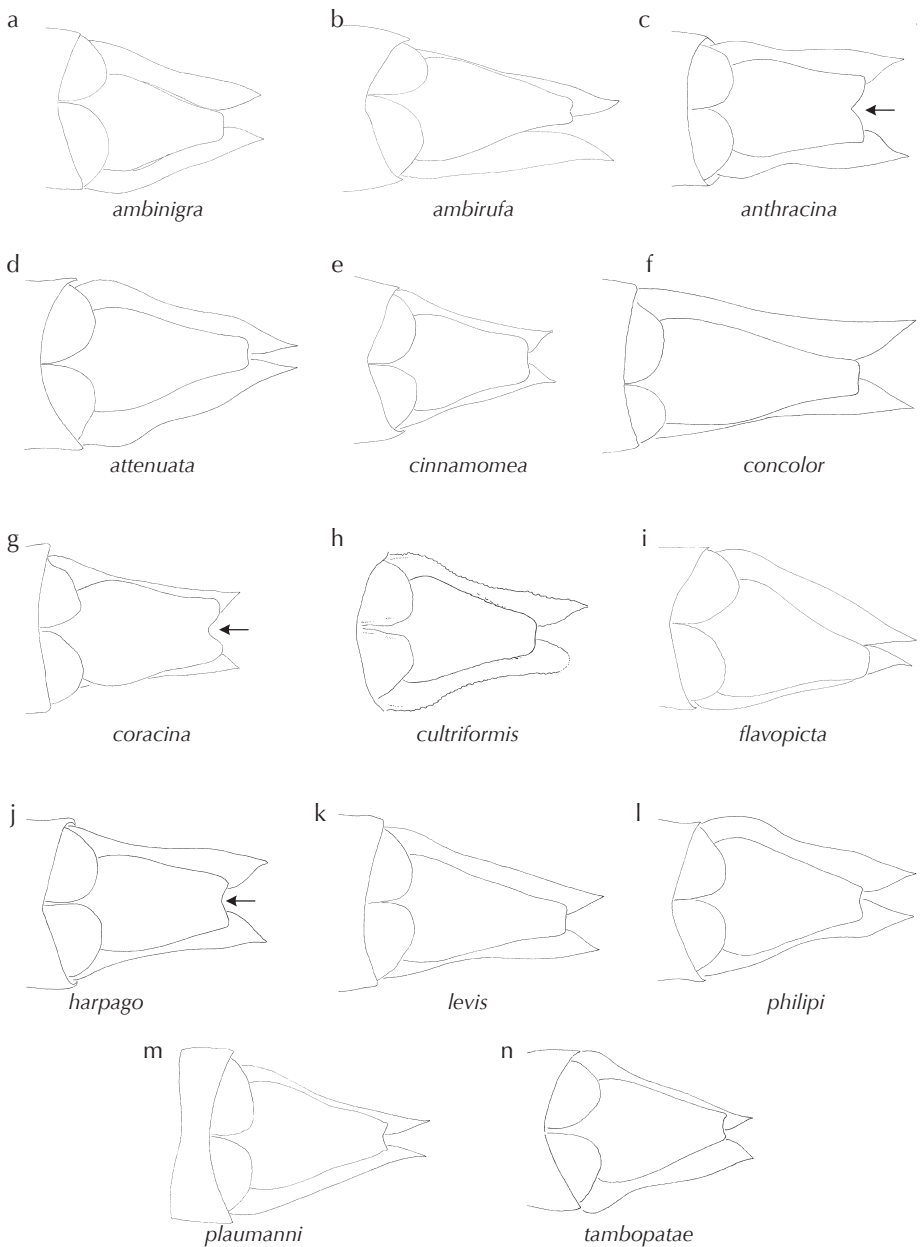 a b c
ambinigra ambirufa anthracina
d e f
attenuata cinnamomea concolor
g h i
coracina cultriformis flavopicta
j k l
harpago levis philipi
m n
plaumanni tambopatae